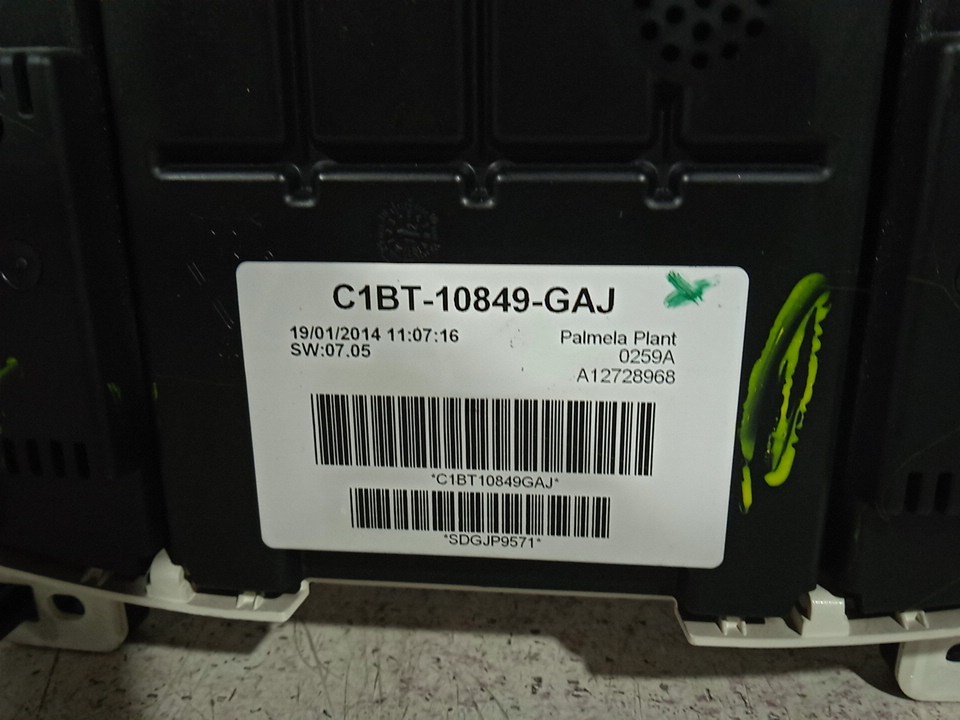 C1BT-10849-GAJ
19/01/2014 11:07:16
SW:07.05
Palmela Plant
0259A
A12728968
*C1BT10849GAJ*
*SDGJP9571*